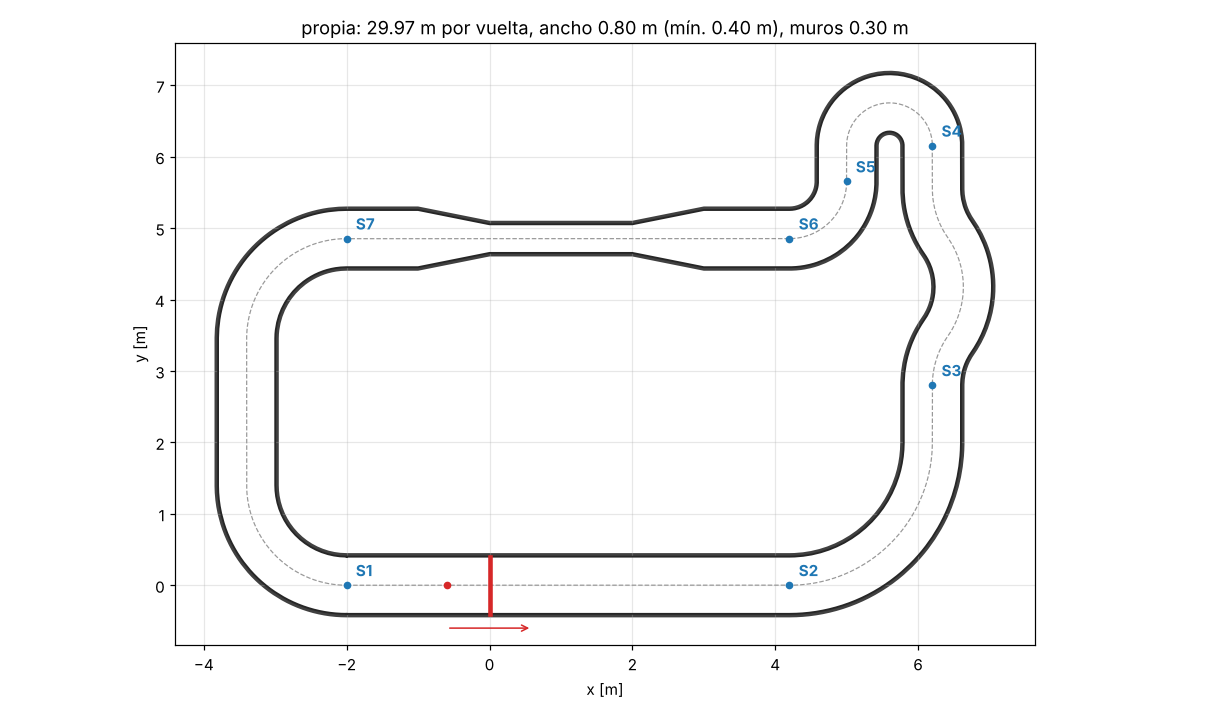 propia: 29.97 m por vuelta, ancho 0.80 m (mín. 0.40 m), muros 0.30 m
7
6
5
4
3
2
1
0
y [m]
S4
S5
S7
S6
S3
S1
S2
−4
−2
0
2
4
6
x [m]